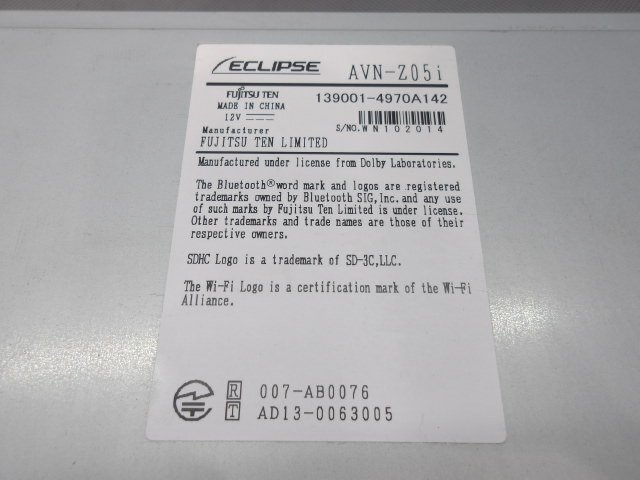 ECLIPSE AVN-Z05i
FUJITSU TEN 139001-4970A142
MADE IN CHINA
12V
S/NO.WN102014
Manufacturer
FUJITSU TEN LIMITED
Manufactured under license from Dolby Laboratories.
The Bluetooth® word mark and logos are registered
trademarks owned by Bluetooth SIG,Inc.and any use
of such marks by Fujitsu Ten Limited is under license.
Other trademarks and trade names are those of their
respective owners.
SDHC Logo is a trademark of SD-3C,LLC.
The Wi-Fi Logo is a certification mark of the Wi-Fi
Alliance.
R 007-AB0076
T AD13-0063005